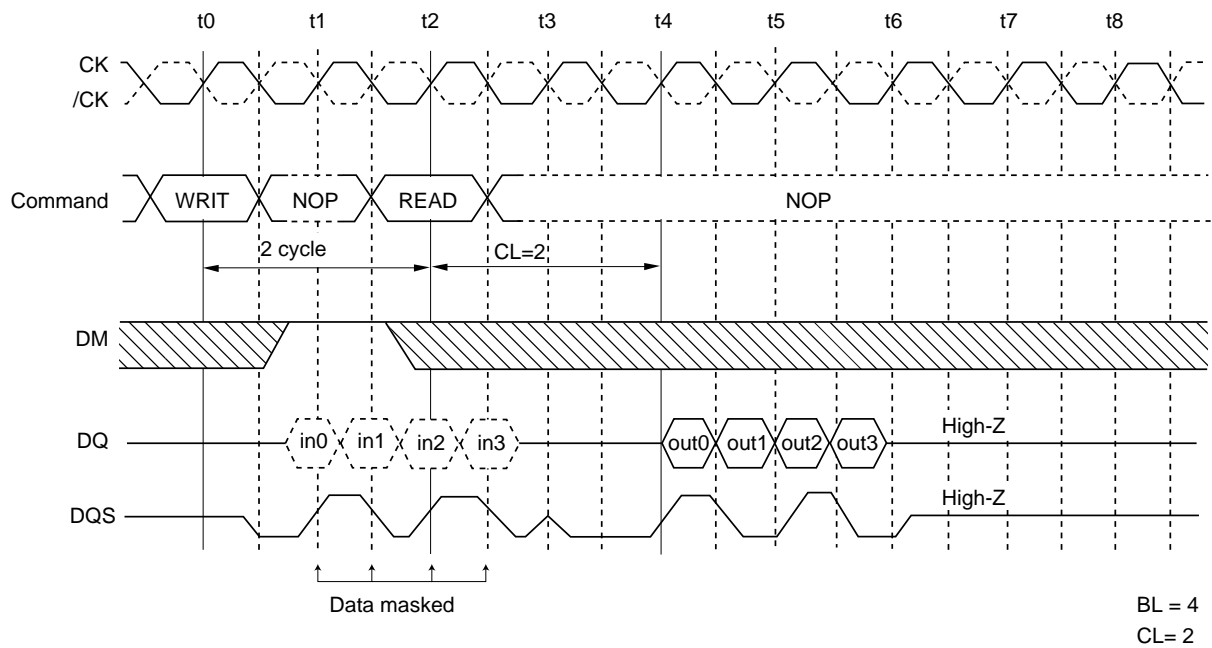 t0 t1 t2 t3 t4 t5 t6 t7 t8
CK
/CK
Command WRIT NOP READ NOP
2 cycle CL=2
DM
DQ in0 in1 in2 in3 out0 out1 out2 out3 High-Z
DQS High-Z
Data masked
BL = 4
CL= 2